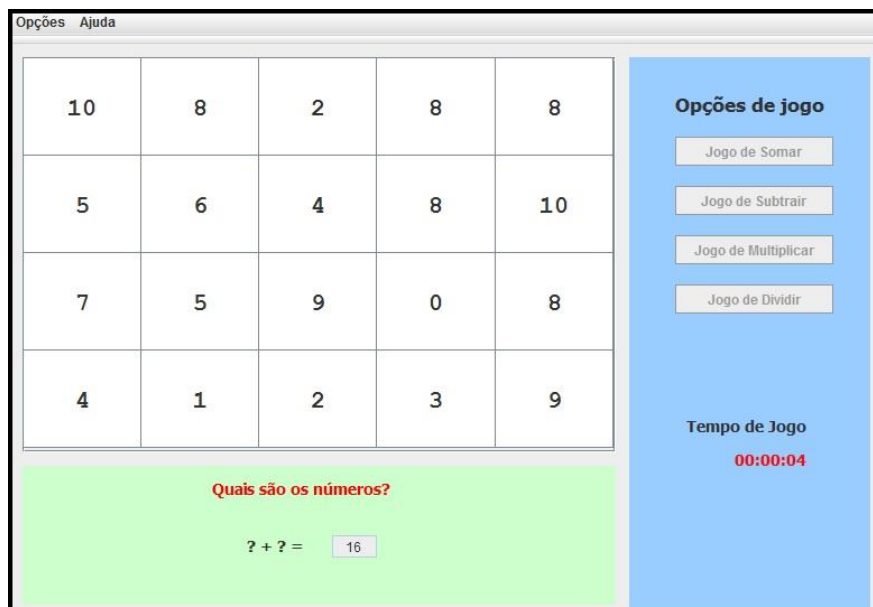 Opções Ajuda
10 8 2 8 8
5 6 4 8 10
7 5 9 0 8
4 1 2 3 9
Quais são os números?
? + ? = 16
Opções de jogo
Jogo de Somar
Jogo de Subtrair
Jogo de Multiplicar
Jogo de Dividir
Tempo de Jogo
00:00:04